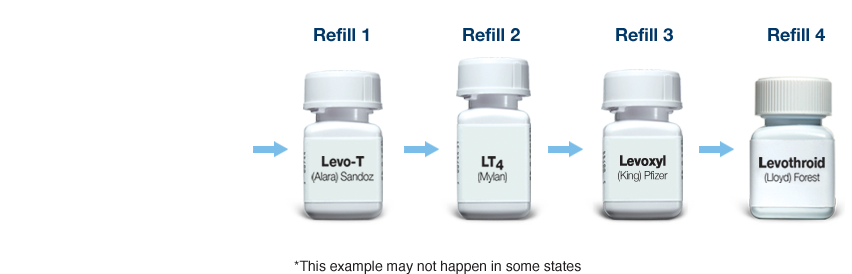 Refill 1
Refill 2
Refill 3
Refill 4
Levo-T
(Alara) Sandoz
LT4
(Mylan)
Levoxyl
(King) Pfizer
Levothroid
(Lloyd) Forest
*This example may not happen in some states